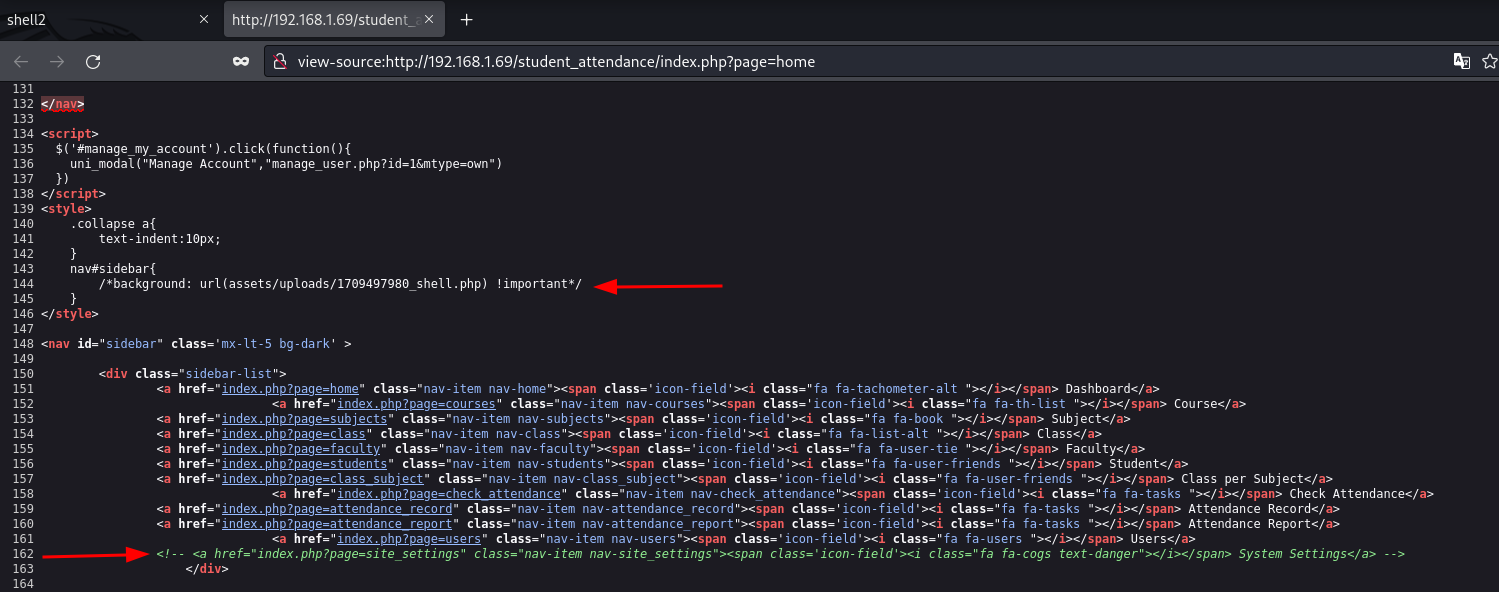 shell2 × http://192.168.1.69/student_a ×
view-source:http://192.168.1.69/student_attendance/index.php?page=home
131
132 </nav>
133
134 <script>
135   $('#manage_my_account').click(function(){
136     uni_modal("Manage Account","manage_user.php?id=1&mtype=own")
137   })
138 </script>
139 <style>
140     .collapse a{
141         text-indent:10px;
142     }
143     nav#sidebar{
144         /*background: url(assets/uploads/1709497980_shell.php) !important*/
145     }
146 </style>
147
148 <nav id="sidebar" class='mx-lt-5 bg-dark' >
149
150         <div class="sidebar-list">
151                 <a href="index.php?page=home" class="nav-item nav-home"><span class='icon-field'><i class="fa fa-tachometer-alt "></i></span> Dashboard</a>
152                                 <a href="index.php?page=courses" class="nav-item nav-courses"><span class='icon-field'><i class="fa fa-th-list "></i></span> Course</a>
153                 <a href="index.php?page=subjects" class="nav-item nav-subjects"><span class='icon-field'><i class="fa fa-book "></i></span> Subject</a>
154                 <a href="index.php?page=class" class="nav-item nav-class"><span class='icon-field'><i class="fa fa-list-alt "></i></span> Class</a>
155                 <a href="index.php?page=faculty" class="nav-item nav-faculty"><span class='icon-field'><i class="fa fa-user-tie "></i></span> Faculty</a>
156                 <a href="index.php?page=students" class="nav-item nav-students"><span class='icon-field'><i class="fa fa-user-friends "></i></span> Student</a>
157                 <a href="index.php?page=class_subject" class="nav-item nav-class_subject"><span class='icon-field'><i class="fa fa-user-friends "></i></span> Class per Subject</a>
158                                 <a href="index.php?page=check_attendance" class="nav-item nav-check_attendance"><span class='icon-field'><i class="fa fa-tasks "></i></span> Check Attendance</a>
159                 <a href="index.php?page=attendance_record" class="nav-item nav-attendance_record"><span class='icon-field'><i class="fa fa-tasks "></i></span> Attendance Record</a>
160                 <a href="index.php?page=attendance_report" class="nav-item nav-attendance_report"><span class='icon-field'><i class="fa fa-tasks "></i></span> Attendance Report</a>
161                                 <a href="index.php?page=users" class="nav-item nav-users"><span class='icon-field'><i class="fa fa-users "></i></span> Users</a>
162                 <!-- <a href="index.php?page=site_settings" class="nav-item nav-site_settings"><span class='icon-field'><i class="fa fa-cogs text-danger"></i></span> System Settings</a> -->
163                     </div>
164